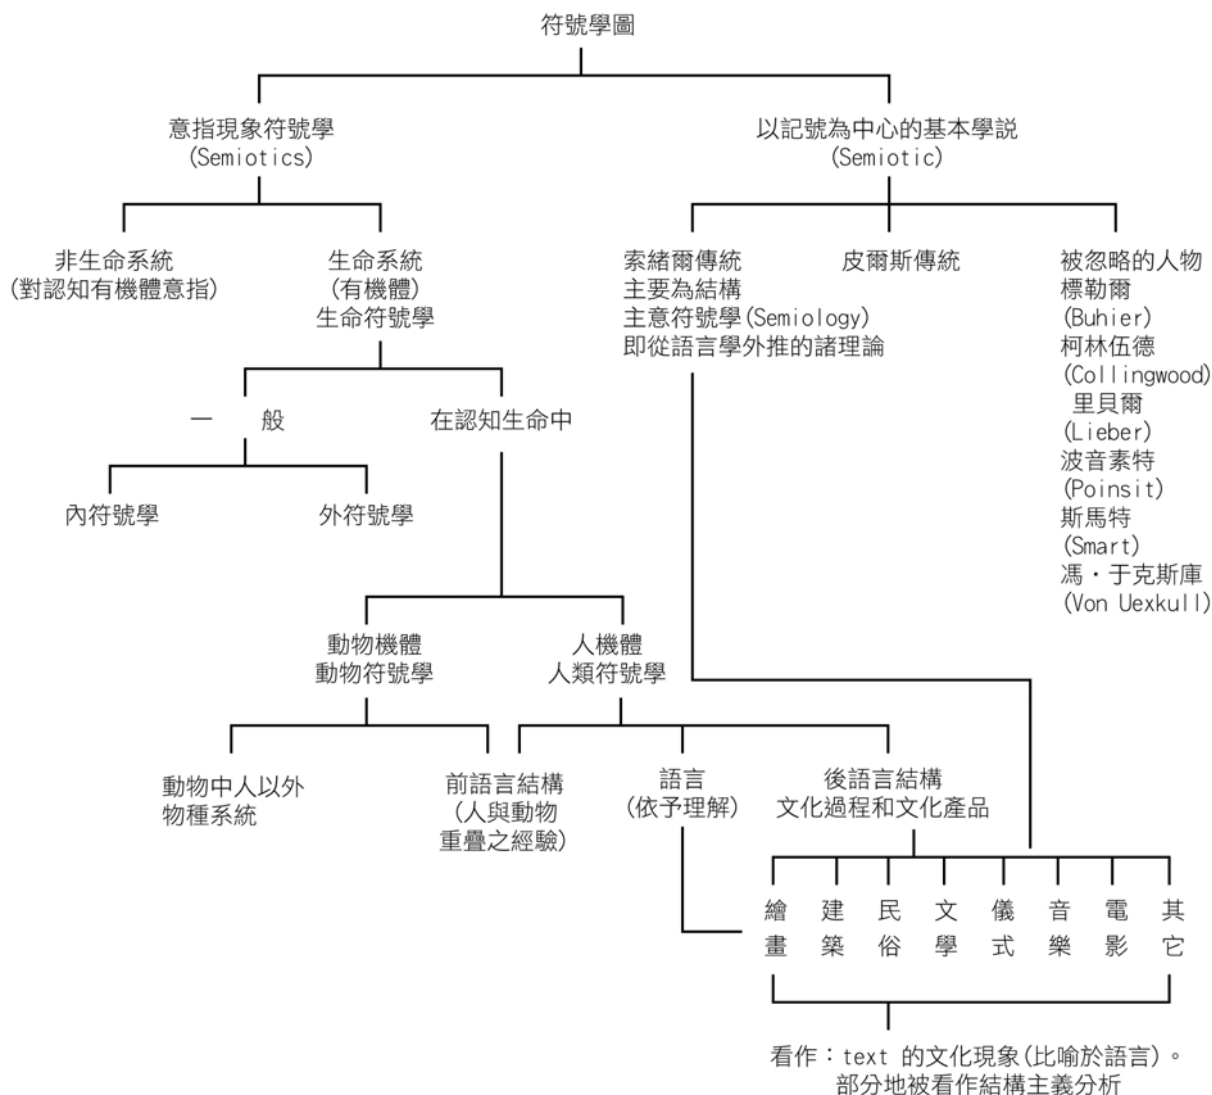 符號學圖
意指現象符號學
(Semiotics)
以記號為中心的基本學説
(Semiotic)
非生命系統
(對認知有機體意指)
生命系統
(有機體)
生命符號學
索緒爾傳統
主要為結構
主意符號學(Semiology)
即從語言學外推的諸理論
皮爾斯傳統
被忽略的人物
標勒爾
(Buhier)
柯林伍德
(Collingwood)
里貝爾
(Lieber)
波音素特
(Poinsit)
斯馬特
(Smart)
馮・于克斯庫
(Von Uexkull)
一 般
在認知生命中
內符號學
外符號學
動物機體
動物符號學
人機體
人類符號學
動物中人以外
物種系統
前語言結構
(人與動物
重疊之經驗)
語言
(依予理解)
後語言結構
文化過程和文化產品
繪畫
建築
民俗
文學
儀式
音樂
電影
其它
看作：text 的文化現象(比喻於語言)。
部分地被看作結構主義分析